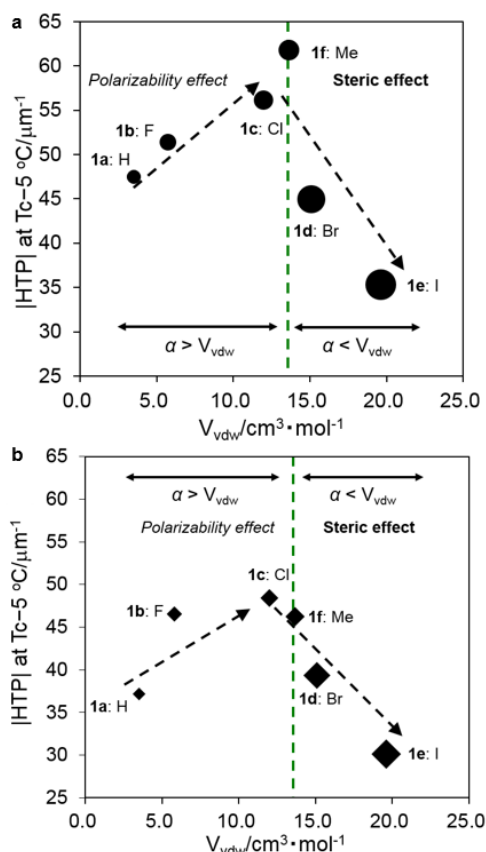 a
|HTP| at Tc−5 ºC/μm⁻¹
65
60
55
50
45
40
35
30
25
Polarizability effect
Steric effect
1f: Me
1b: F
1c: Cl
1a: H
1d: Br
1e: I
α > Vvdw
α < Vvdw
0.0 5.0 10.0 15.0 20.0 25.0
Vvdw/cm³・mol⁻¹
b
|HTP| at Tc−5 ºC/μm⁻¹
65
60
55
50
45
40
35
30
25
α > Vvdw
α < Vvdw
Polarizability effect
Steric effect
1c: Cl
1b: F
1f: Me
1a: H
1d: Br
1e: I
0.0 5.0 10.0 15.0 20.0 25.0
Vvdw/cm³・mol⁻¹